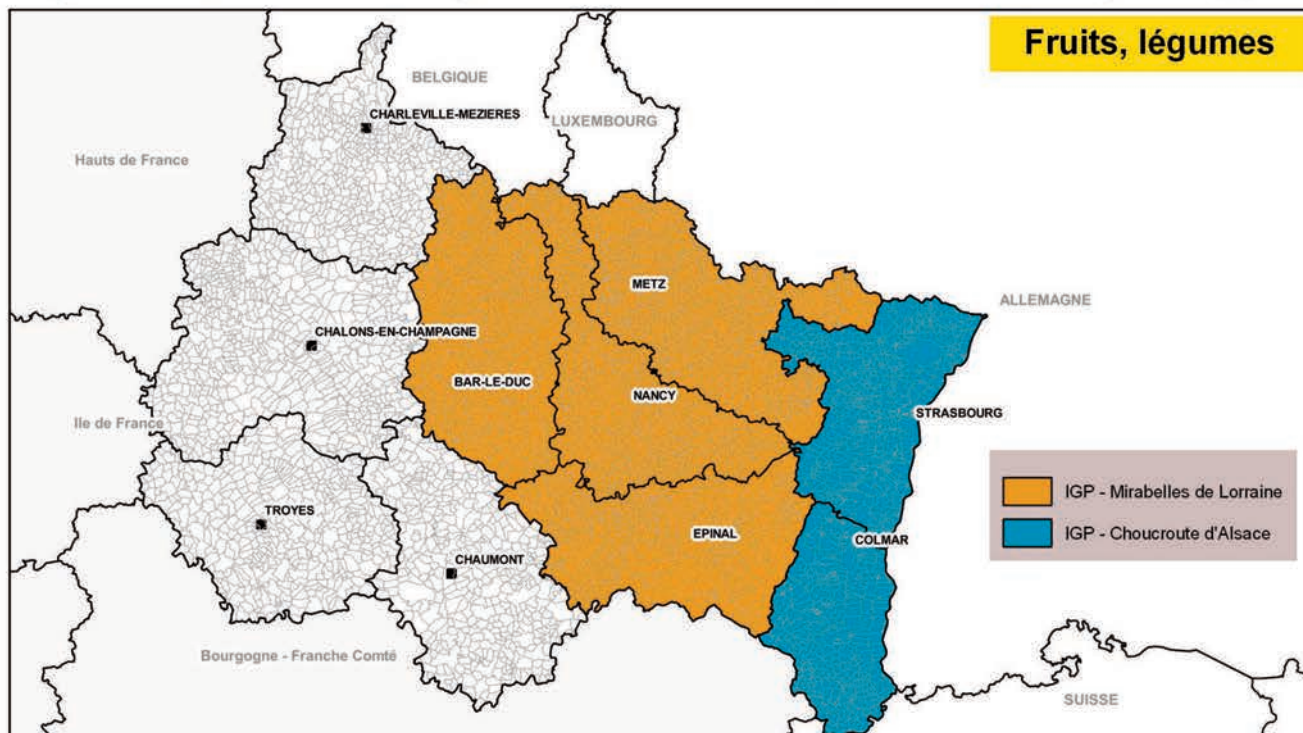 Fruits, légumes
BELGIQUE
CHARLEVILLE-MEZIERES
LUXEMBOURG
Hauts de France
METZ
ALLEMAGNE
CHALONS-EN-CHAMPAGNE
BAR-LE-DUC
NANCY
STRASBOURG
Ile de France
IGP - Mirabelles de Lorraine
TROYES
EPINAL
COLMAR
IGP - Choucroute d'Alsace
CHAUMONT
Bourgogne - Franche Comté
SUISSE